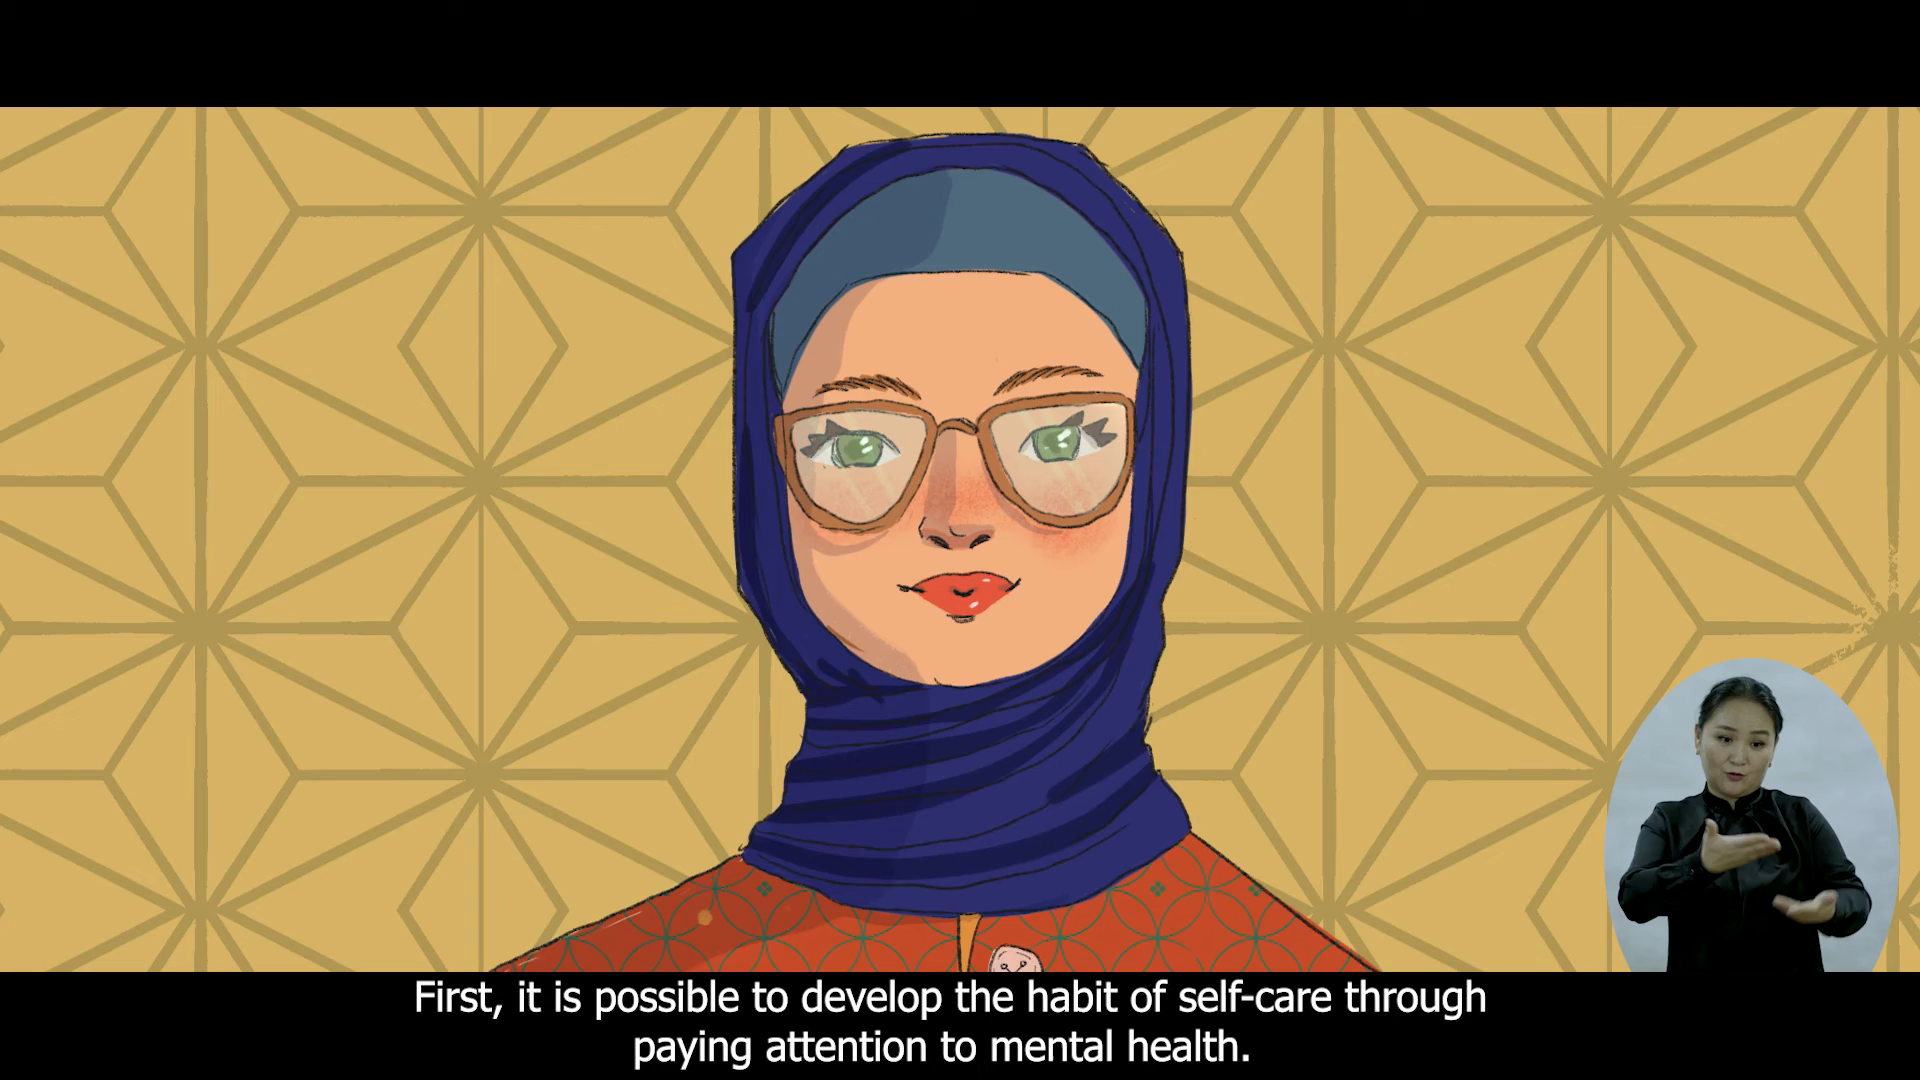 First, it is possible to develop the habit of self-care through
paying attention to mental health.